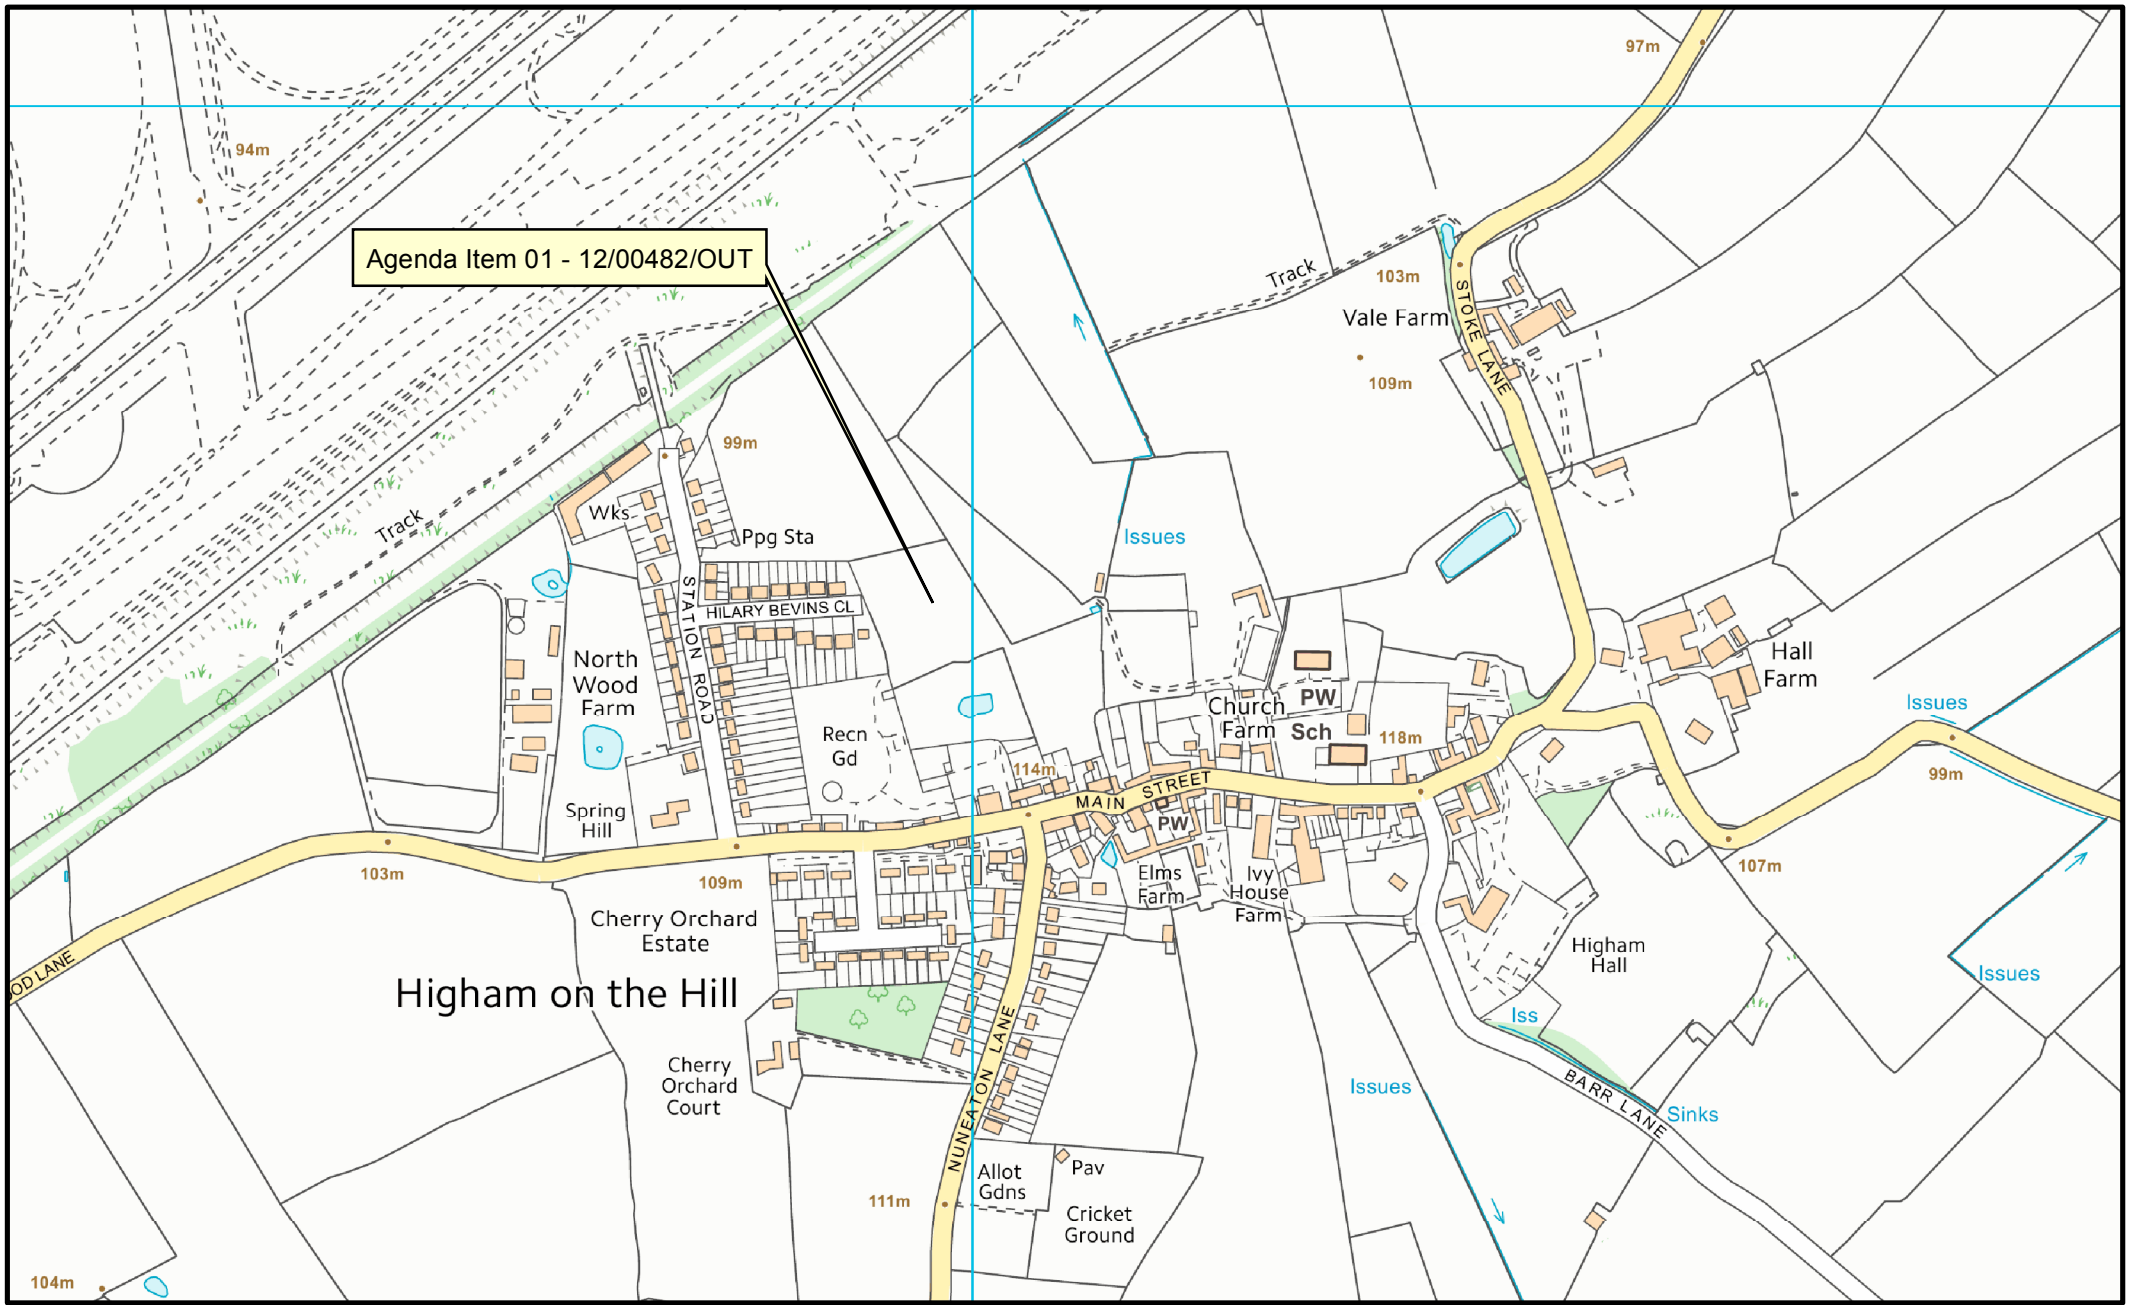 97m
94m
Agenda Item 01 - 12/00482/OUT
Track
103m
Vale Farm
STOKE LANE
109m
99m
Wks
Track
Ppg Sta
Issues
STATION ROAD
HILARY BEVINS CL
North
Wood
Farm
Hall
Farm
PW
Church
Farm
Sch
118m
Issues
Recn
Gd
114m
99m
MAIN STREET
Spring
Hill
PW
103m
109m
107m
Elms
Farm
Ivy
House
Farm
Cherry Orchard
Estate
Higham
Hall
OOD LANE
Issues
Higham on the Hill
Iss
NUNEATON LANE
Cherry
Orchard
Court
Issues
BARR LANE
Sinks
Allot
Gdns
Pav
111m
Cricket
Ground
104m